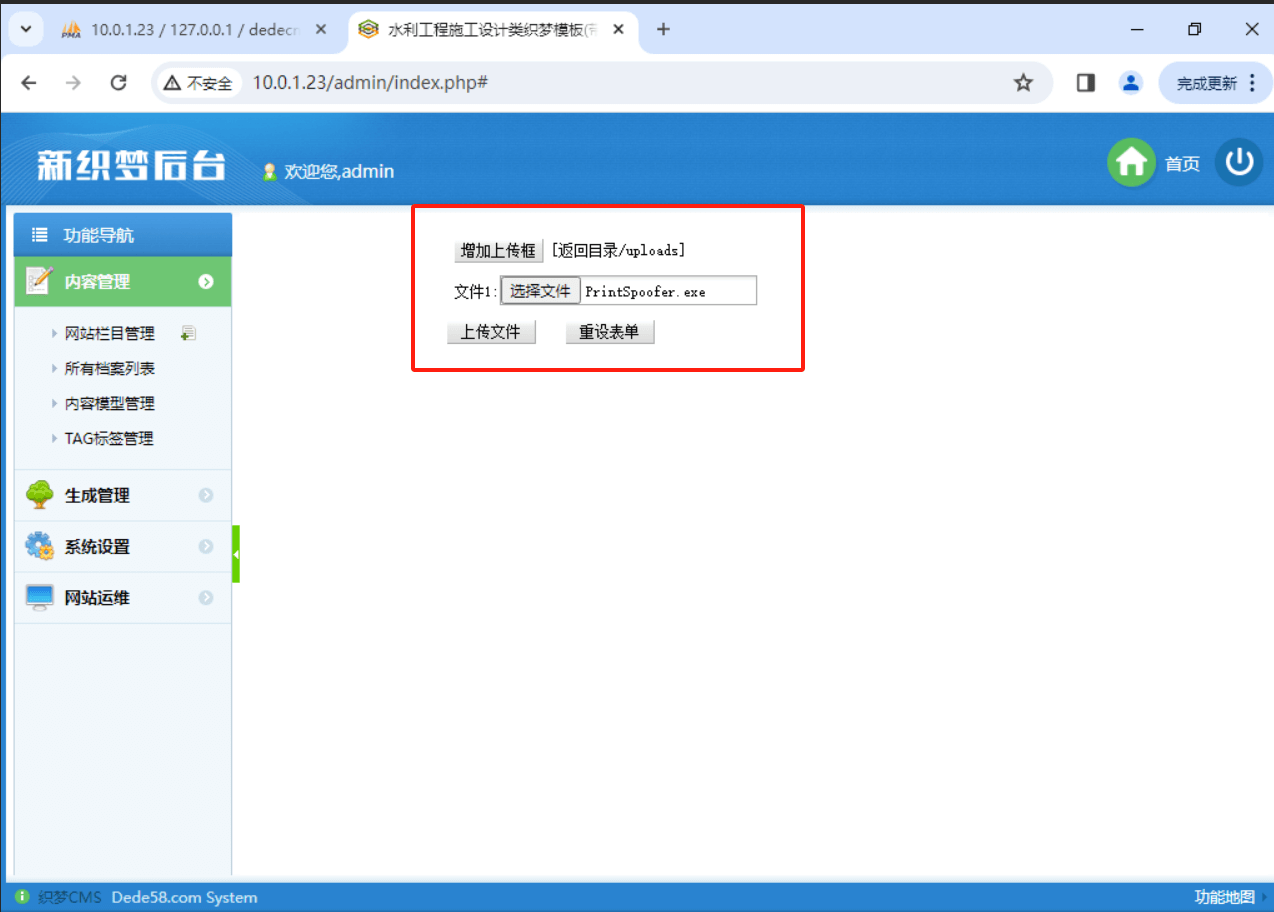 10.0.1.23 / 127.0.0.1 / dedecn
水利工程施工设计类织梦模板(
不安全
10.0.1.23/admin/index.php#
完成更新
新织梦后台
欢迎您,admin
首页
功能导航
内容管理
网站栏目管理
所有档案列表
内容模型管理
TAG标签管理
生成管理
系统设置
网站运维
增加上传框 [返回目录/uploads]
文件1: 选择文件 PrintSpoofer.exe
上传文件 重设表单
织梦CMS Dede58.com System
功能地图